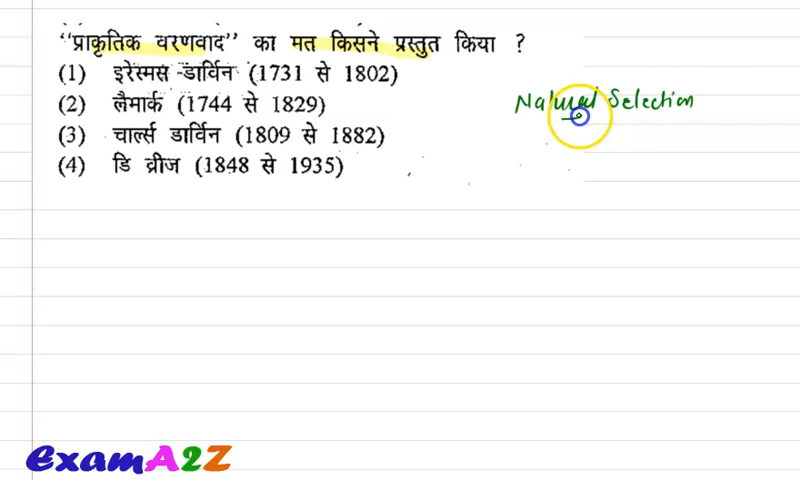 “प्राकृतिक वरणवाद” का मत किसने प्रस्तुत किया ?
(1) इरेस्मस डार्विन (1731 से 1802)
(2) लैमार्क (1744 से 1829)
Natural Selection
(3) चार्ल्स डार्विन (1809 से 1882)
(4) डि व्रीज (1848 से 1935)
ExamA2Z